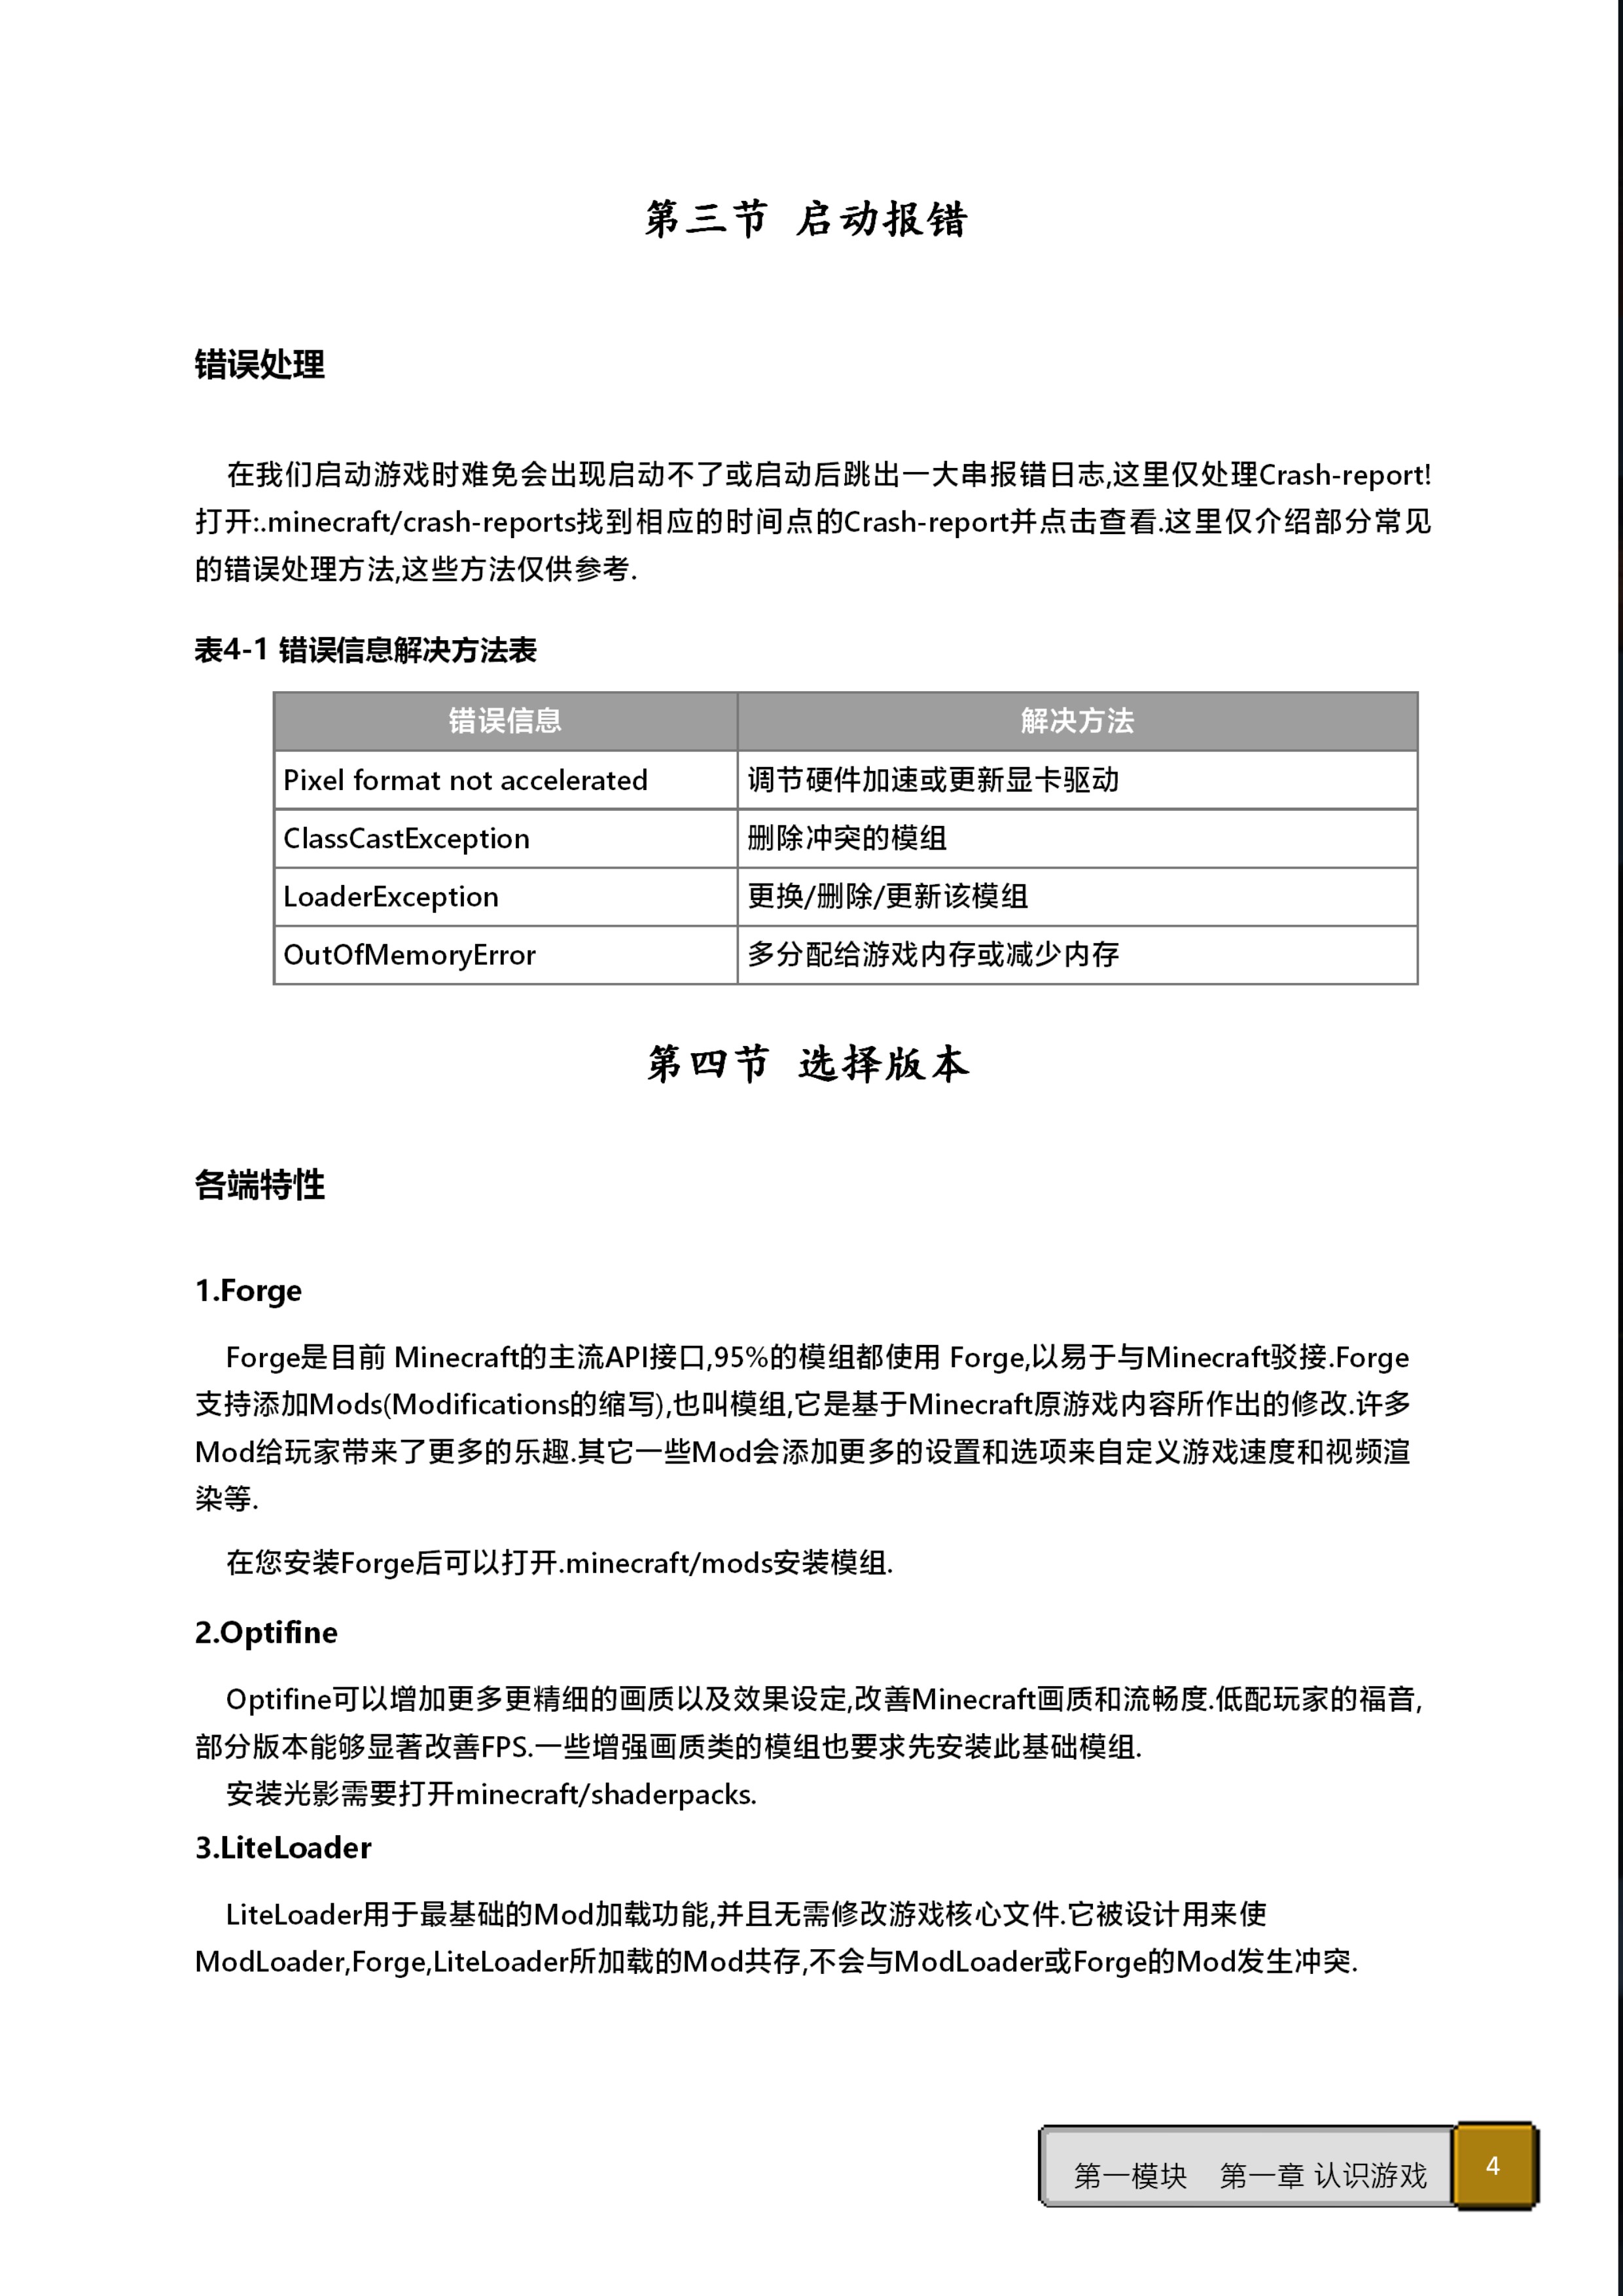 第三节 启动报错
错误处理
在我们启动游戏时难免会出现启动不了或启动后跳出一大串报错日志,这里仅处理Crash-report!
打开:.minecraft/crash-reports找到相应的时间点的Crash-report并点击查看.这里仅介绍部分常见
的错误处理方法,这些方法仅供参考.
表4-1 错误信息解决方法表
错误信息 解决方法
Pixel format not accelerated 调节硬件加速或更新显卡驱动
ClassCastException 删除冲突的模组
LoaderException 更换/删除/更新该模组
OutOfMemoryError 多分配给游戏内存或减少内存
第四节 选择版本
各端特性
1.Forge
Forge是目前 Minecraft的主流API接口,95%的模组都使用 Forge,以易于与Minecraft驳接.Forge
支持添加Mods(Modifications的缩写),也叫模组,它是基于Minecraft原游戏内容所作出的修改.许多
Mod给玩家带来了更多的乐趣.其它一些Mod会添加更多的设置和选项来自定义游戏速度和视频渲
染等.
在您安装Forge后可以打开.minecraft/mods安装模组.
2.Optifine
Optifine可以增加更多更精细的画质以及效果设定,改善Minecraft画质和流畅度.低配玩家的福音,
部分版本能够显著改善FPS.一些增强画质类的模组也要求先安装此基础模组.
安装光影需要打开minecraft/shaderpacks.
3.LiteLoader
LiteLoader用于最基础的Mod加载功能,并且无需修改游戏核心文件.它被设计用来使
ModLoader,Forge,LiteLoader所加载的Mod共存,不会与ModLoader或Forge的Mod发生冲突.
第一模块 第一章 认识游戏 4